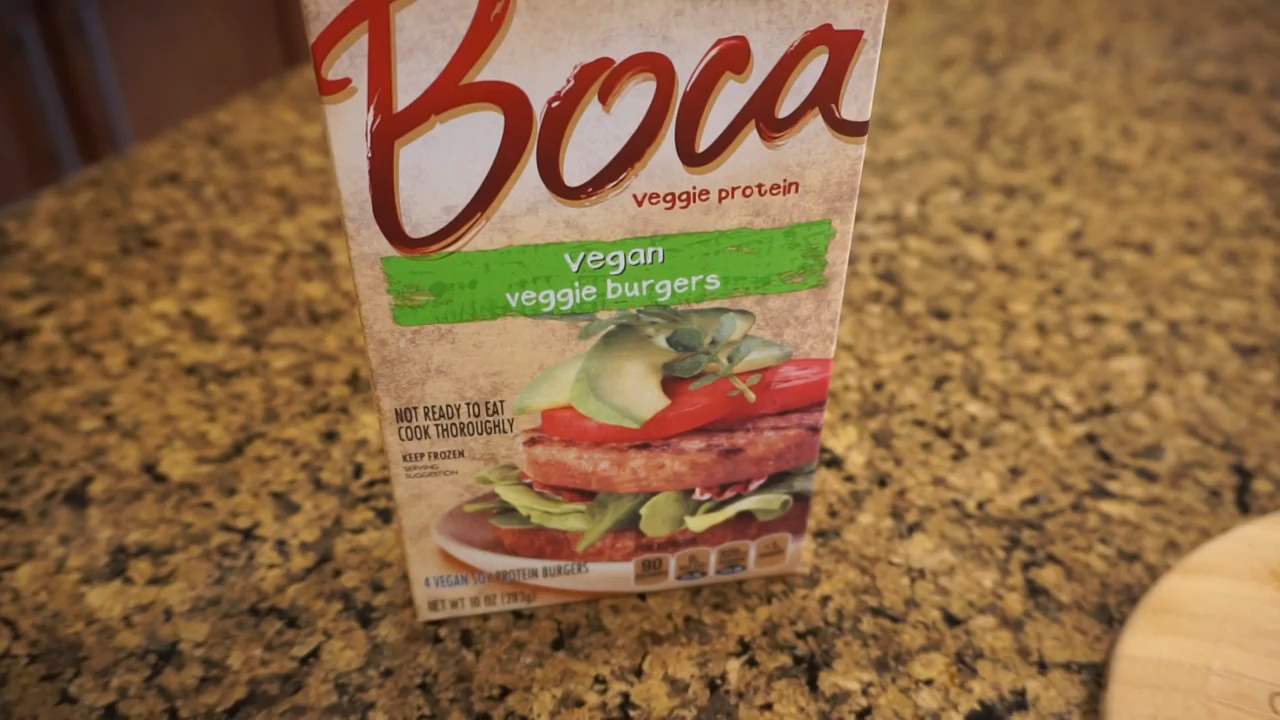 Boca
veggie protein
vegan
veggie burgers
NOT READY TO EAT
COOK THOROUGHLY
KEEP FROZEN
SERVING
SUGGESTION
90
4 VEGAN SOY PROTEIN BURGERS
NET WT 10 OZ (283g)